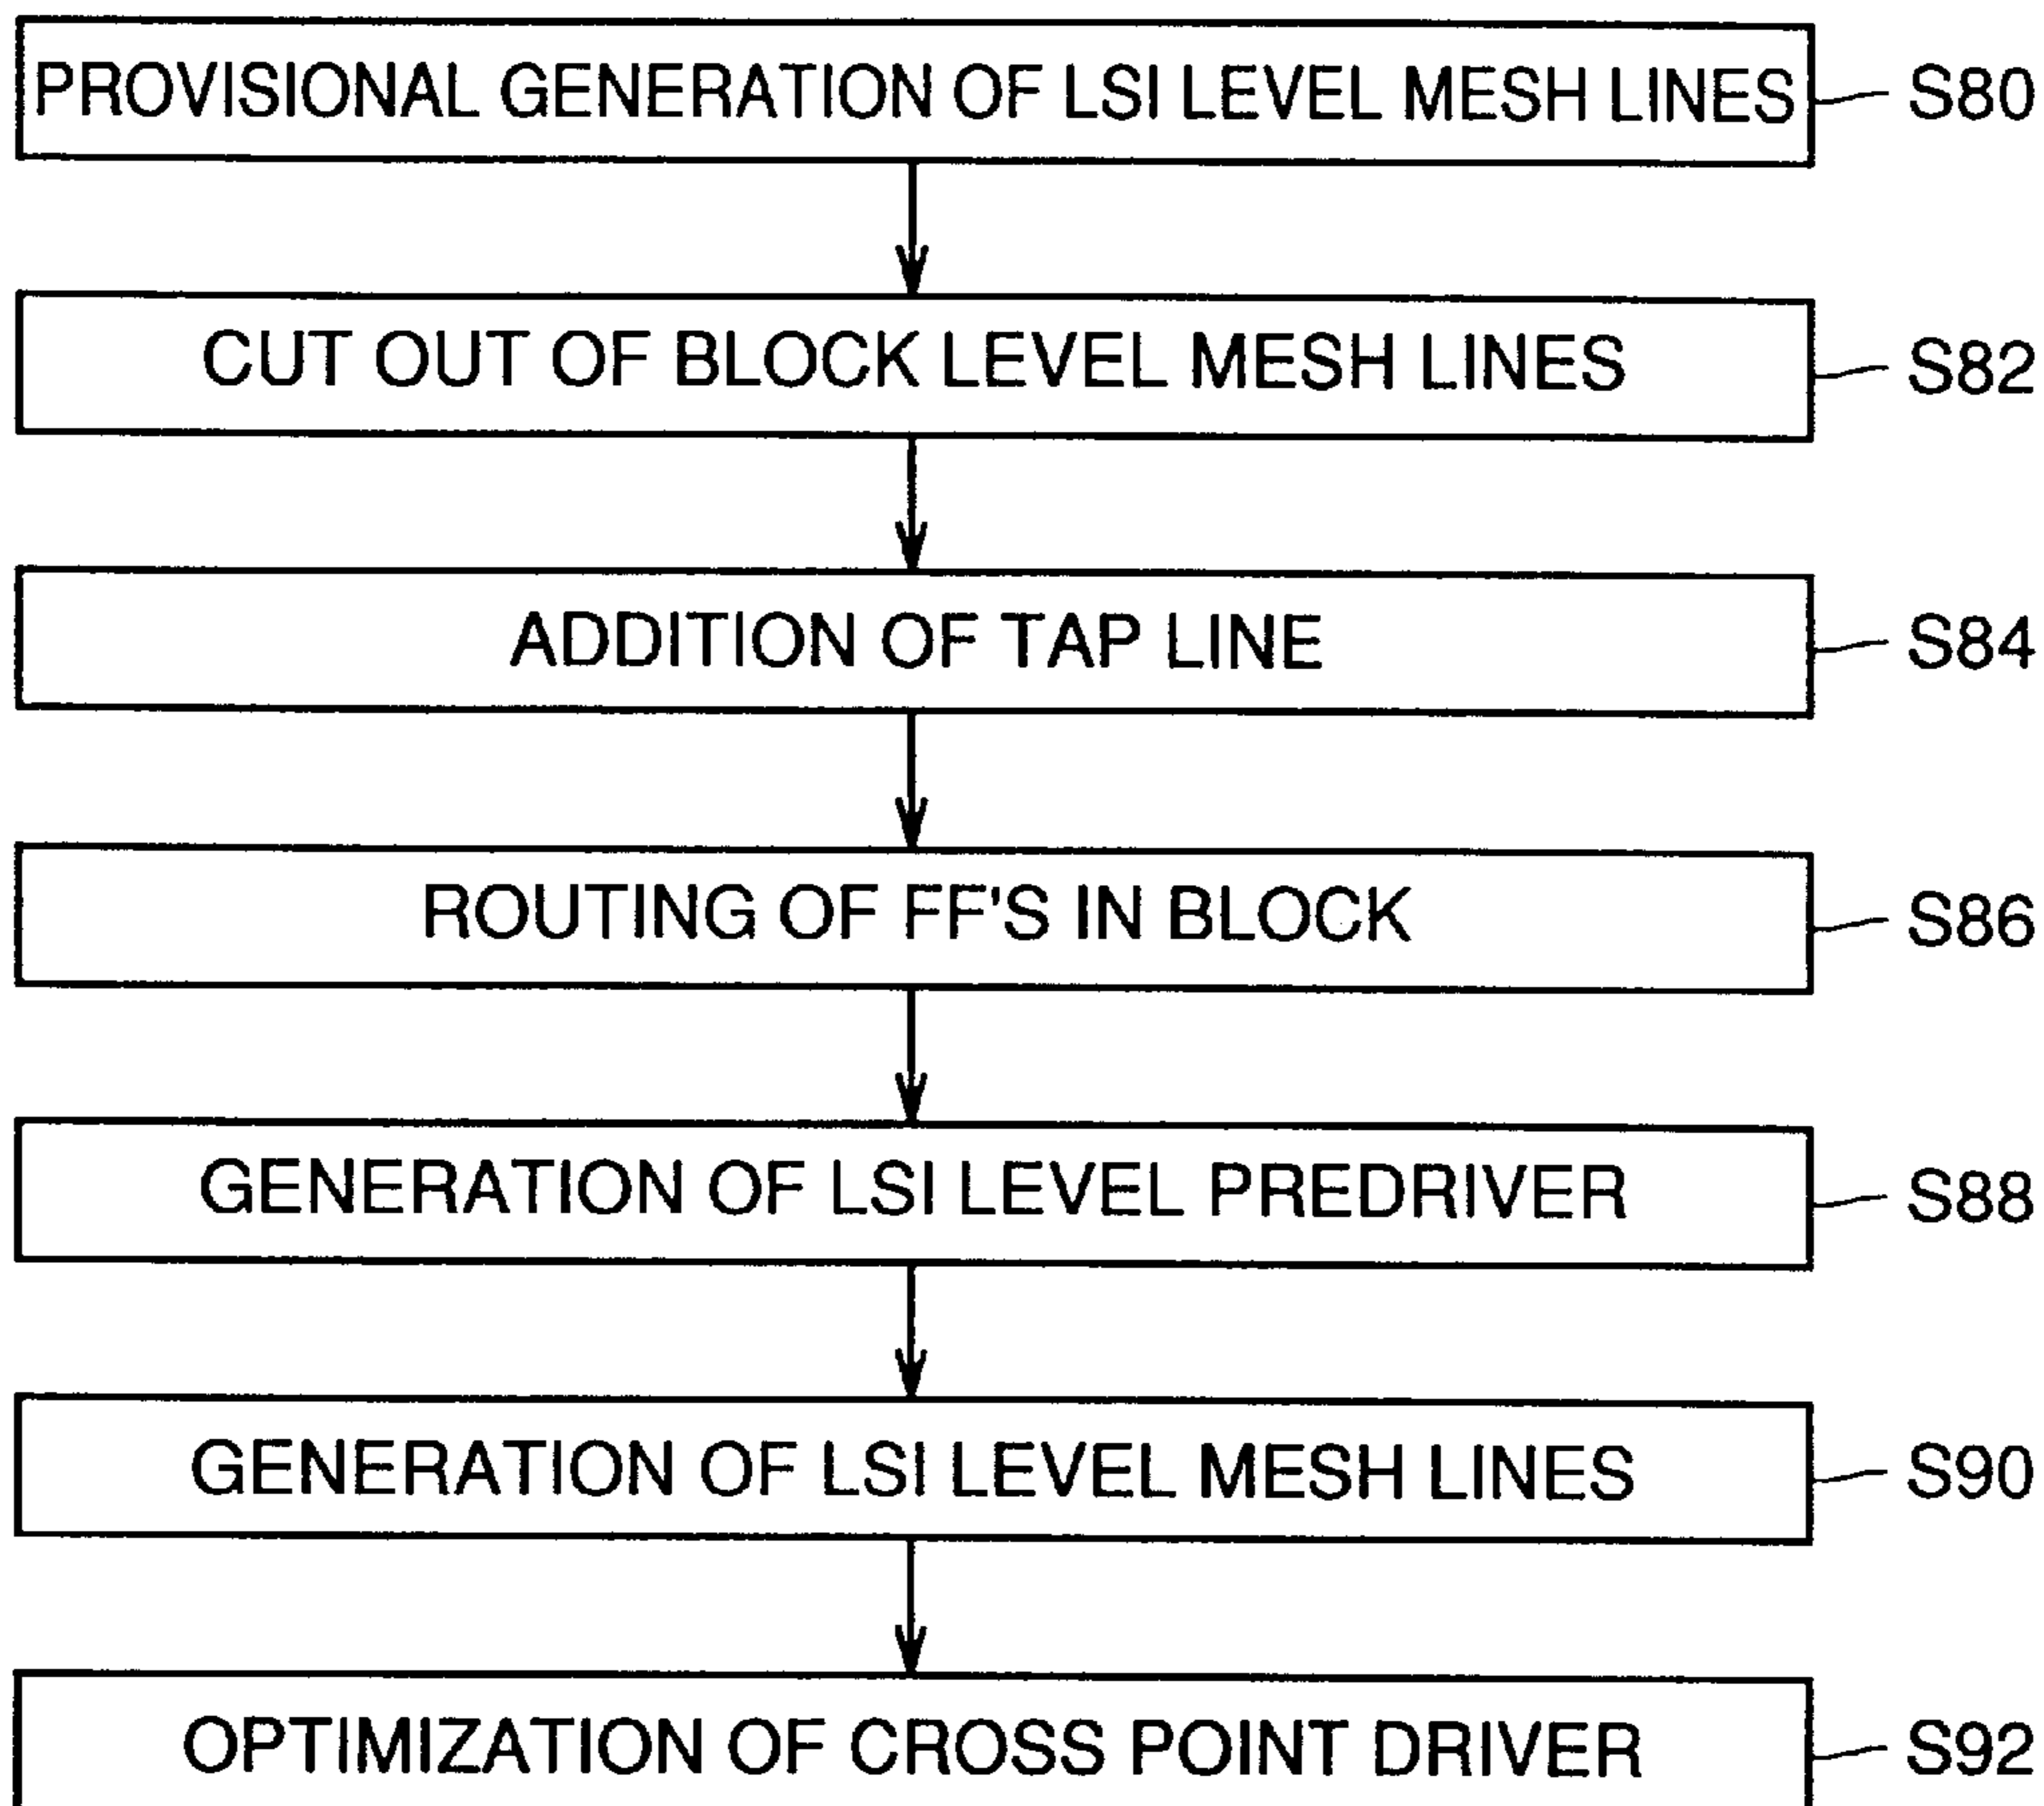 PROVISIONAL GENERATION OF LSI LEVEL MESH LINES S80
CUT OUT OF BLOCK LEVEL MESH LINES S82
ADDITION OF TAP LINE S84
ROUTING OF FF'S IN BLOCK S86
GENERATION OF LSI LEVEL PREDRIVER S88
GENERATION OF LSI LEVEL MESH LINES S90
OPTIMIZATION OF CROSS POINT DRIVER S92